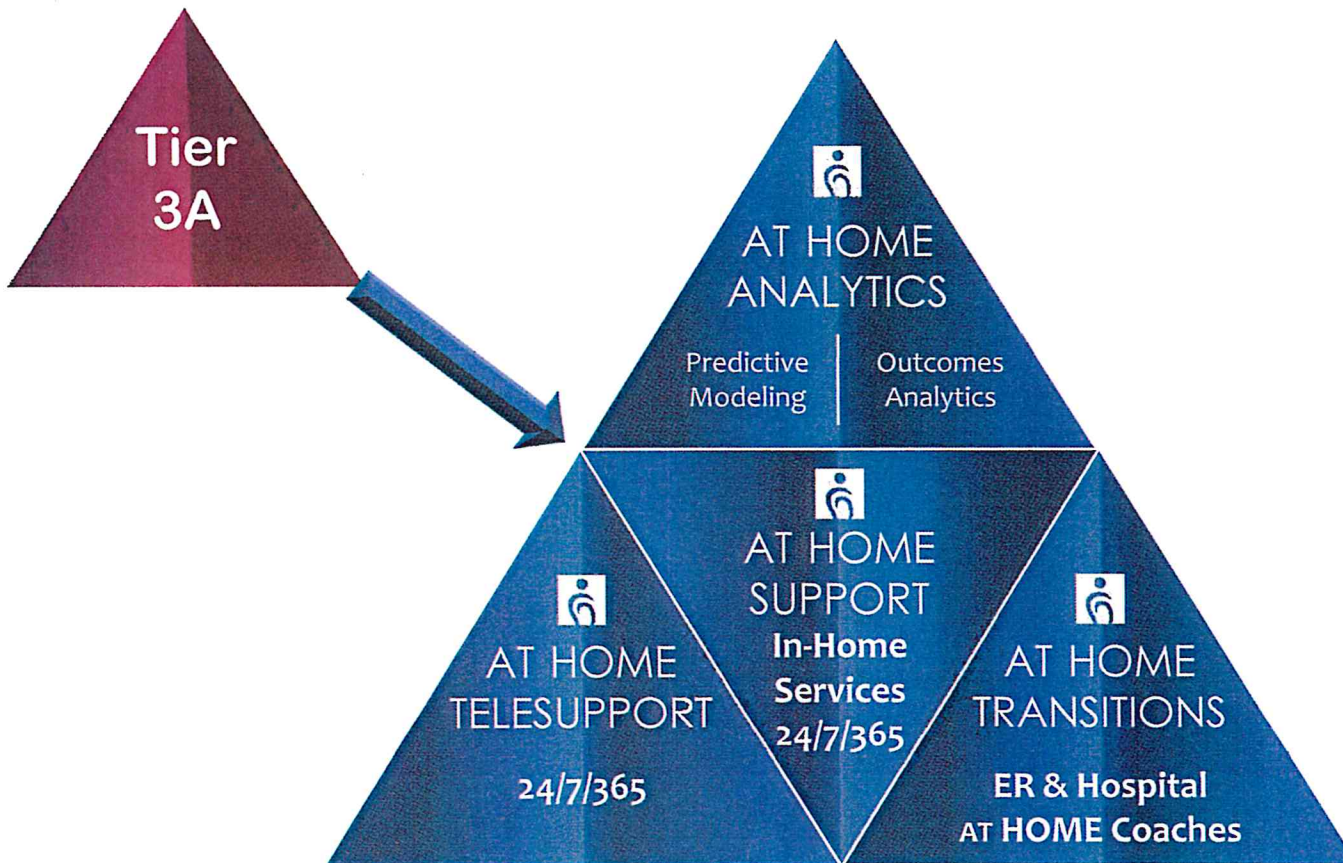 Tier
3A
AT HOME
ANALYTICS
Predictive
Modeling
Outcomes
Analytics
AT HOME
SUPPORT
In-Home
Services
24/7/365
AT HOME
TELESUPPORT
24/7/365
AT HOME
TRANSITIONS
ER & Hospital
AT HOME Coaches